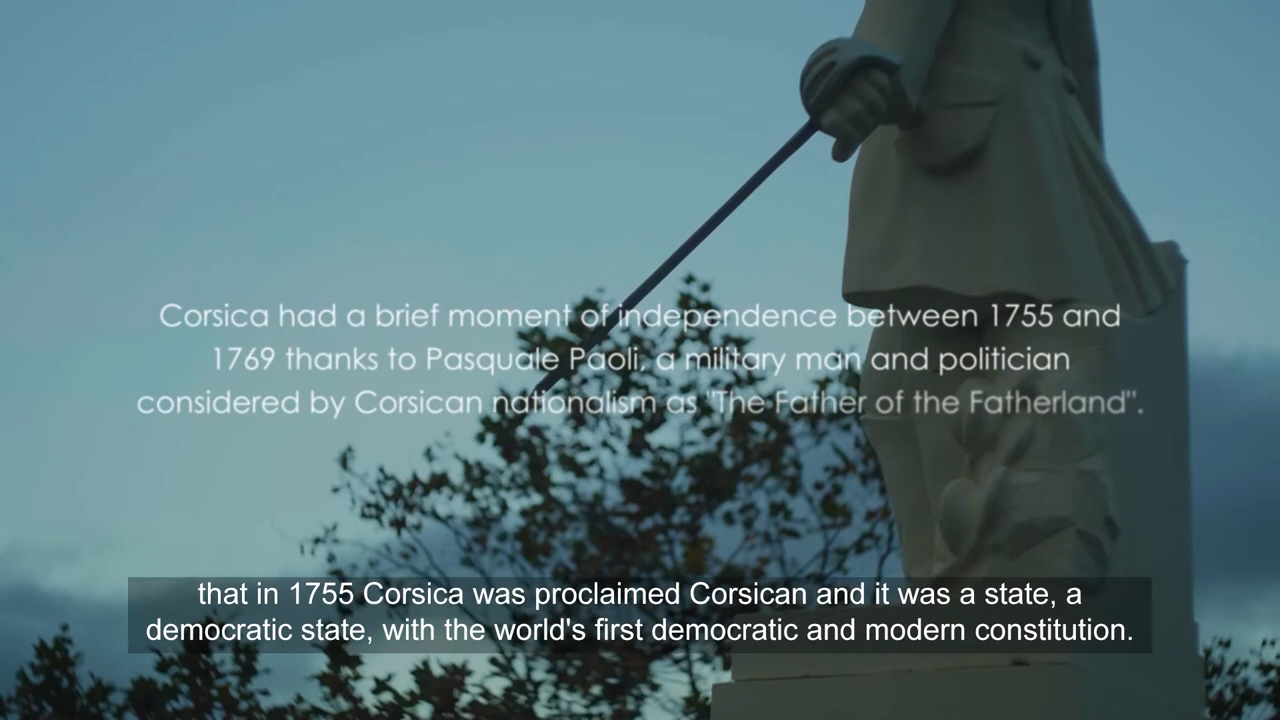 Corsica had a brief moment of independence between 1755 and
1769 thanks to Pasquale Paoli, a military man and politician
considered by Corsican nationalism as "The Father of the Fatherland".
that in 1755 Corsica was proclaimed Corsican and it was a state, a
democratic state, with the world's first democratic and modern constitution.